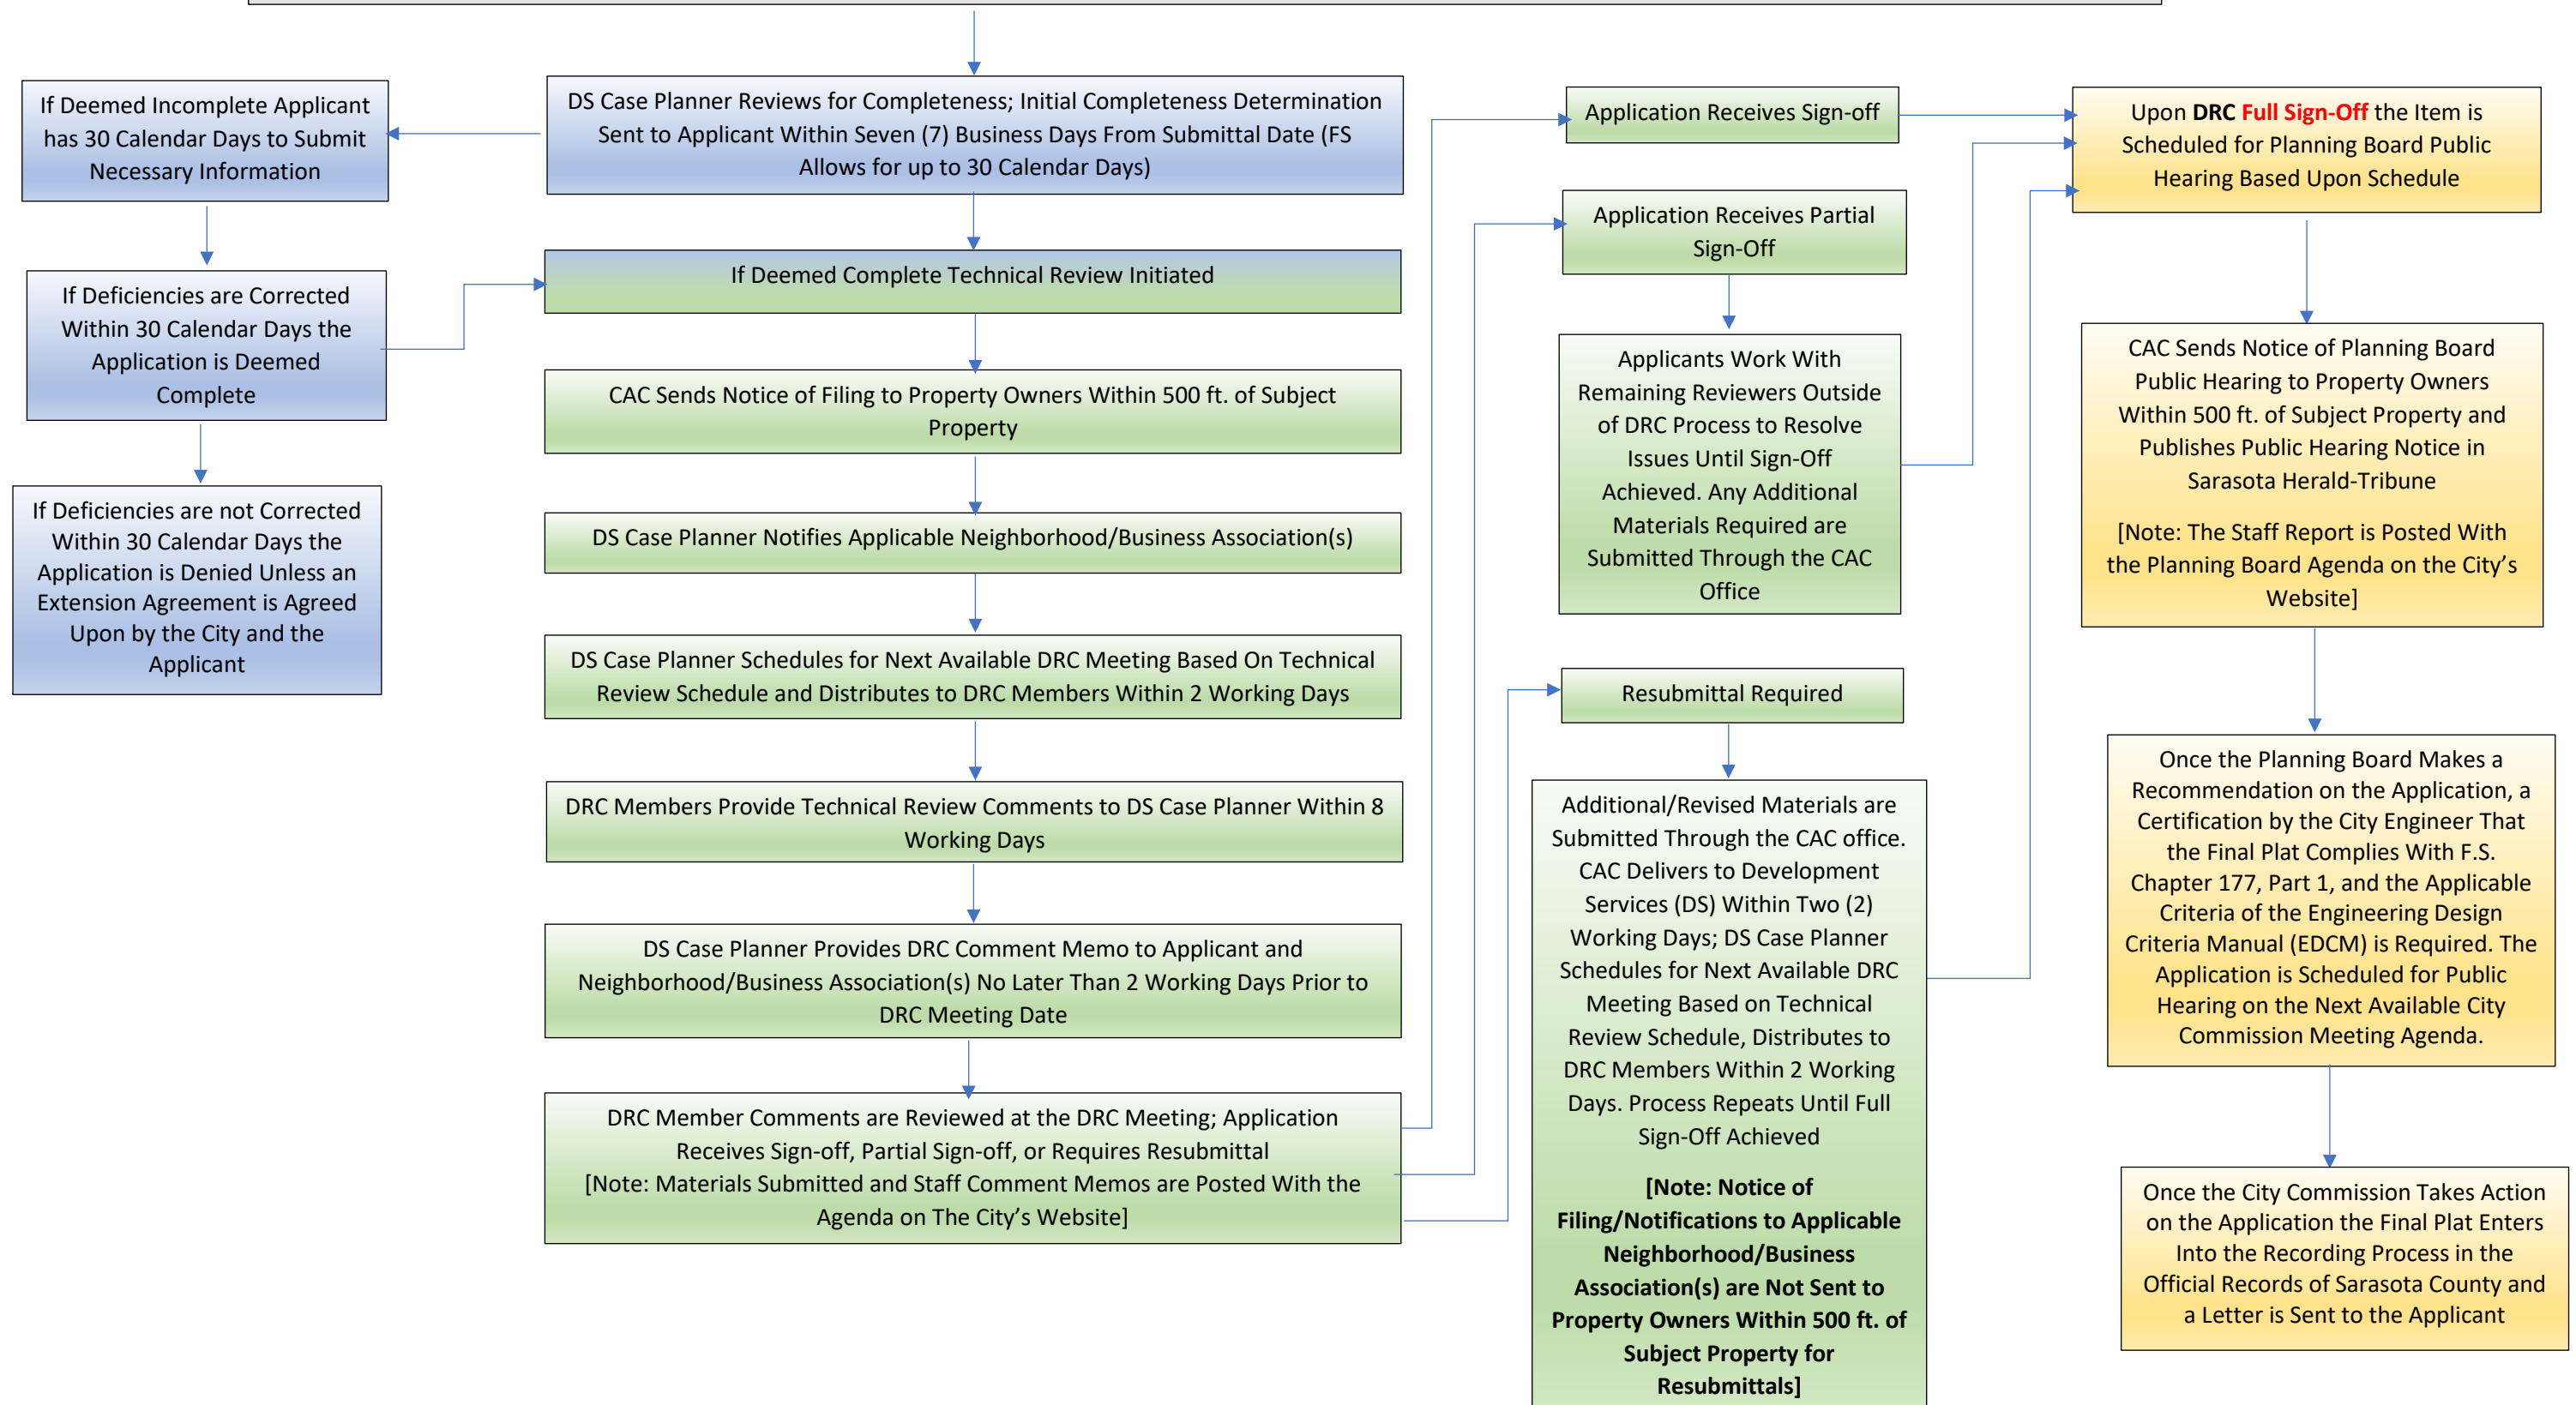 If Deemed Incomplete Applicant
has 30 Calendar Days to Submit
Necessary Information
If Deficiencies are Corrected
Within 30 Calendar Days the
Application is Deemed
Complete
If Deficiencies are not Corrected
Within 30 Calendar Days the
Application is Denied Unless an
Extension Agreement is Agreed
Upon by the City and the
Applicant
DS Case Planner Reviews for Completeness; Initial Completeness Determination
Sent to Applicant Within Seven (7) Business Days From Submittal Date (FS
Allows for up to 30 Calendar Days)
If Deemed Complete Technical Review Initiated
CAC Sends Notice of Filing to Property Owners Within 500 ft. of Subject
Property
DS Case Planner Notifies Applicable Neighborhood/Business Association(s)
DS Case Planner Schedules for Next Available DRC Meeting Based On Technical
Review Schedule and Distributes to DRC Members Within 2 Working Days
DRC Members Provide Technical Review Comments to DS Case Planner Within 8
Working Days
DS Case Planner Provides DRC Comment Memo to Applicant and
Neighborhood/Business Association(s) No Later Than 2 Working Days Prior to
DRC Meeting Date
DRC Member Comments are Reviewed at the DRC Meeting; Application
Receives Sign-off, Partial Sign-off, or Requires Resubmittal
[Note: Materials Submitted and Staff Comment Memos are Posted With the
Agenda on The City’s Website]
Application Receives Sign-off
Application Receives Partial
Sign-Off
Applicants Work With
Remaining Reviewers Outside
of DRC Process to Resolve
Issues Until Sign-Off
Achieved. Any Additional
Materials Required are
Submitted Through the CAC
Office
Resubmittal Required
Additional/Revised Materials are
Submitted Through the CAC office.
CAC Delivers to Development
Services (DS) Within Two (2)
Working Days; DS Case Planner
Schedules for Next Available DRC
Meeting Based on Technical
Review Schedule, Distributes to
DRC Members Within 2 Working
Days. Process Repeats Until Full
Sign-Off Achieved
[Note: Notice of
Filing/Notifications to Applicable
Neighborhood/Business
Association(s) are Not Sent to
Property Owners Within 500 ft. of
Subject Property for
Resubmittals]
Upon DRC Full Sign-Off the Item is
Scheduled for Planning Board Public
Hearing Based Upon Schedule
CAC Sends Notice of Planning Board
Public Hearing to Property Owners
Within 500 ft. of Subject Property and
Publishes Public Hearing Notice in
Sarasota Herald-Tribune
[Note: The Staff Report is Posted With
the Planning Board Agenda on the City’s
Website]
Once the Planning Board Makes a
Recommendation on the Application, a
Certification by the City Engineer That
the Final Plat Complies With F.S.
Chapter 177, Part 1, and the Applicable
Criteria of the Engineering Design
Criteria Manual (EDCM) is Required. The
Application is Scheduled for Public
Hearing on the Next Available City
Commission Meeting Agenda.
Once the City Commission Takes Action
on the Application the Final Plat Enters
Into the Recording Process in the
Official Records of Sarasota County and
a Letter is Sent to the Applicant